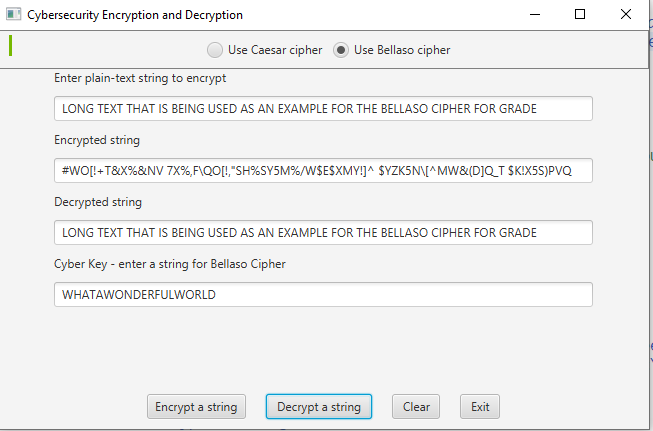 Cybersecurity Encryption and Decryption
Use Caesar cipher Use Bellaso cipher
Enter plain-text string to encrypt
LONG TEXT THAT IS BEING USED AS AN EXAMPLE FOR THE BELLASO CIPHER FOR GRADE
Encrypted string
#WO[!+T&X%&NV 7X%,F\QO[!,"SH%SY5M%/W$E$XMY!]^ $YZK5N\[^MW&(D]Q_T $K!X5S)PVQ
Decrypted string
LONG TEXT THAT IS BEING USED AS AN EXAMPLE FOR THE BELLASO CIPHER FOR GRADE
Cyber Key - enter a string for Bellaso Cipher
WHATAWONDERFULWORLD
Encrypt a string Decrypt a string Clear Exit